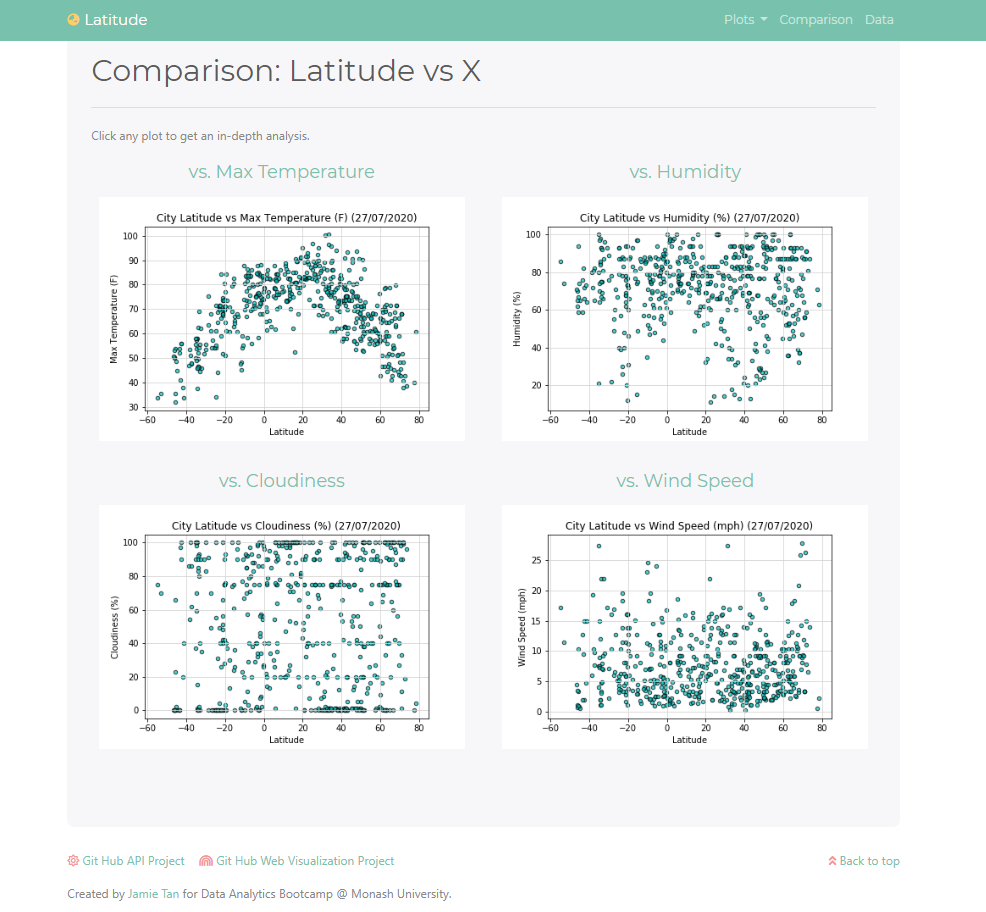 Latitude
Plots Comparison Data
Comparison: Latitude vs X
Click any plot to get an in-depth analysis.
vs. Max Temperature
City Latitude vs Max Temperature (F) (27/07/2020)
Max Temperature (F)
100
90
80
70
60
50
40
30
−60 −40 −20 0 20 40 60 80
Latitude
vs. Humidity
City Latitude vs Humidity (%) (27/07/2020)
Humidity (%)
100
80
60
40
20
−60 −40 −20 0 20 40 60 80
Latitude
vs. Cloudiness
City Latitude vs Cloudiness (%) (27/07/2020)
Cloudiness (%)
100
80
60
40
20
0
−60 −40 −20 0 20 40 60 80
Latitude
vs. Wind Speed
City Latitude vs Wind Speed (mph) (27/07/2020)
Wind Speed (mph)
25
20
15
10
5
0
−60 −40 −20 0 20 40 60 80
Latitude
Git Hub API Project Git Hub Web Visualization Project Back to top
Created by Jamie Tan for Data Analytics Bootcamp @ Monash University.